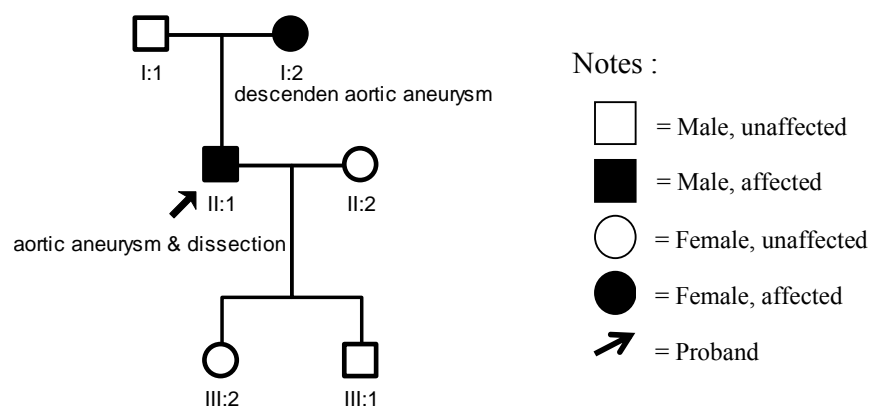 I:1
I:2
descenden aortic aneurysm
II:1
II:2
aortic aneurysm & dissection
III:2
III:1
Notes :
= Male, unaffected
= Male, affected
= Female, unaffected
= Female, affected
= Proband